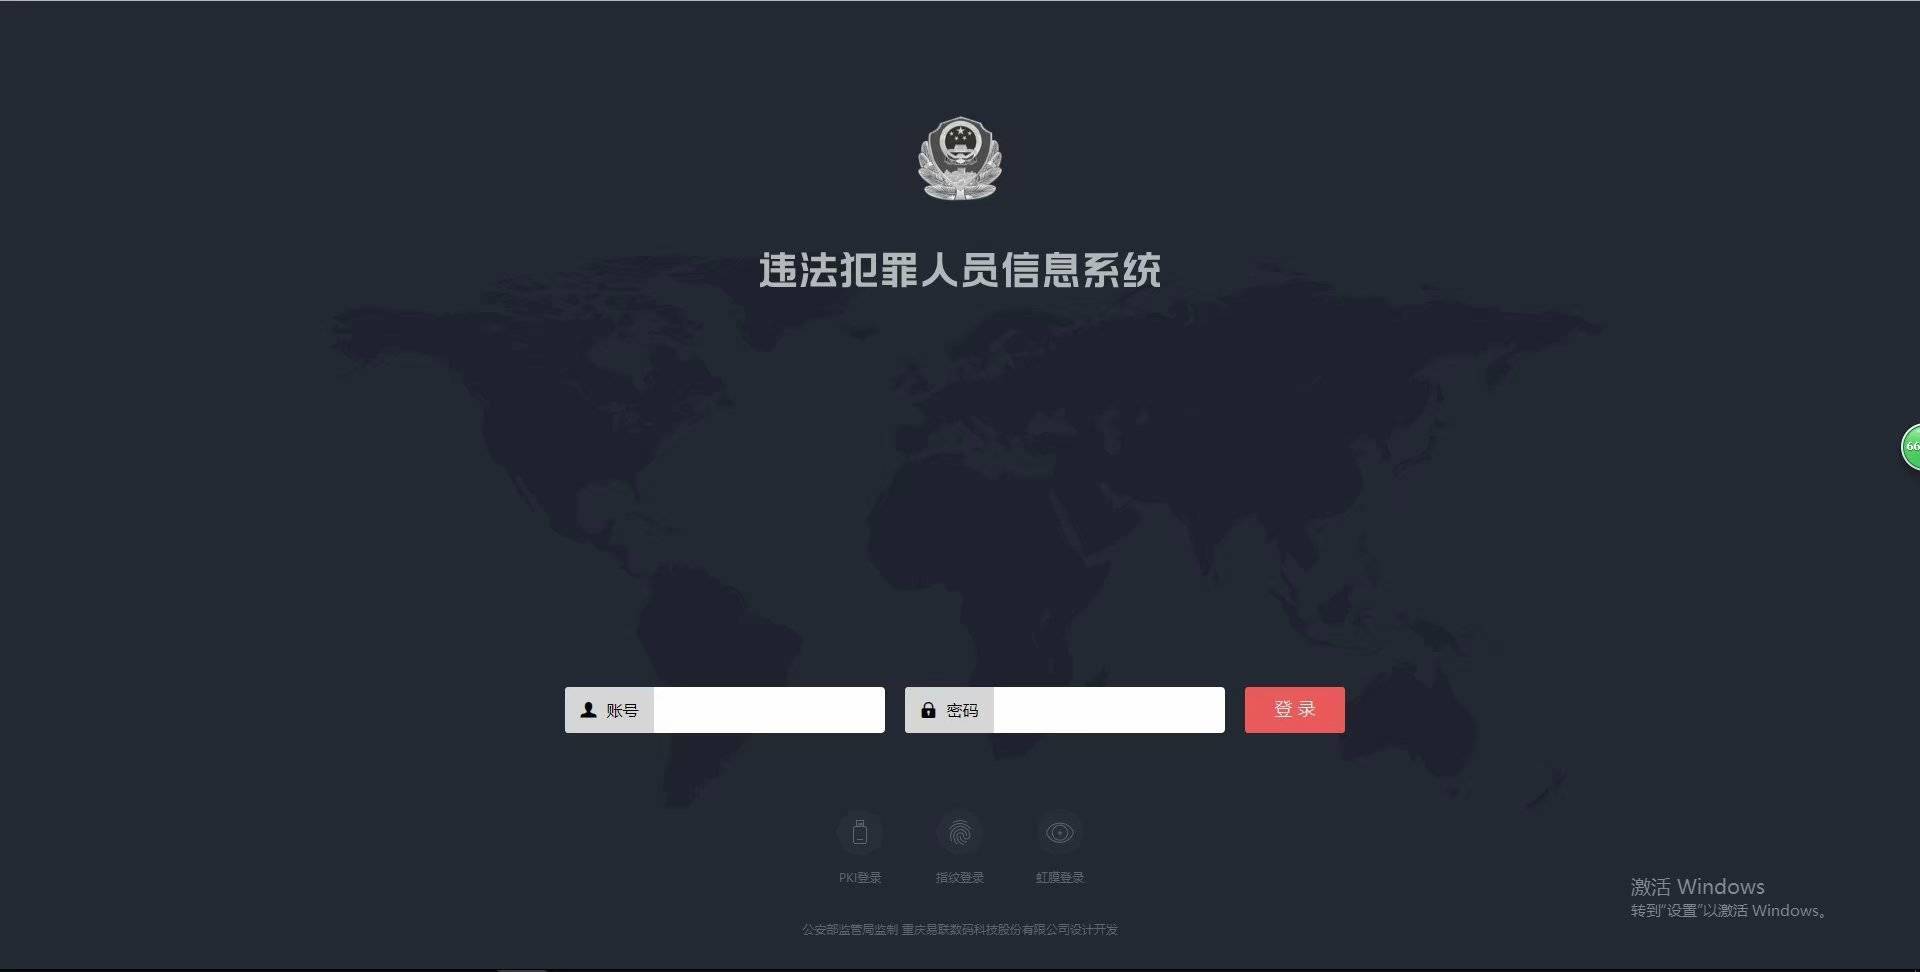 违法犯罪人员信息系统
66
账号
密码
登 录
PKI登录
指纹登录
虹膜登录
激活 Windows
转到"设置"以激活 Windows。
公安部监管局监制 重庆易联数码科技股份有限公司设计开发